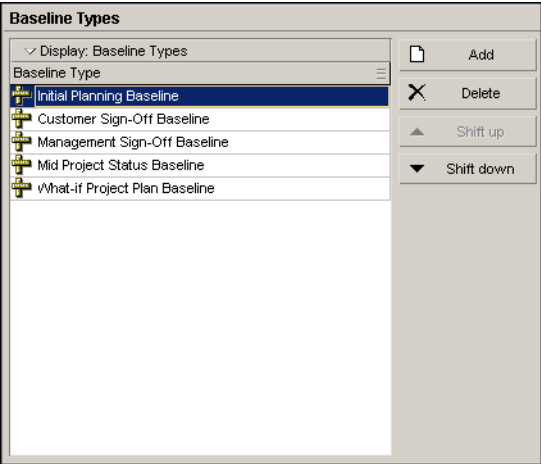 Baseline Types
Display: Baseline Types
Baseline Type
Initial Planning Baseline
Customer Sign-Off Baseline
Management Sign-Off Baseline
Mid Project Status Baseline
What-if Project Plan Baseline
Add
Delete
Shift up
Shift down